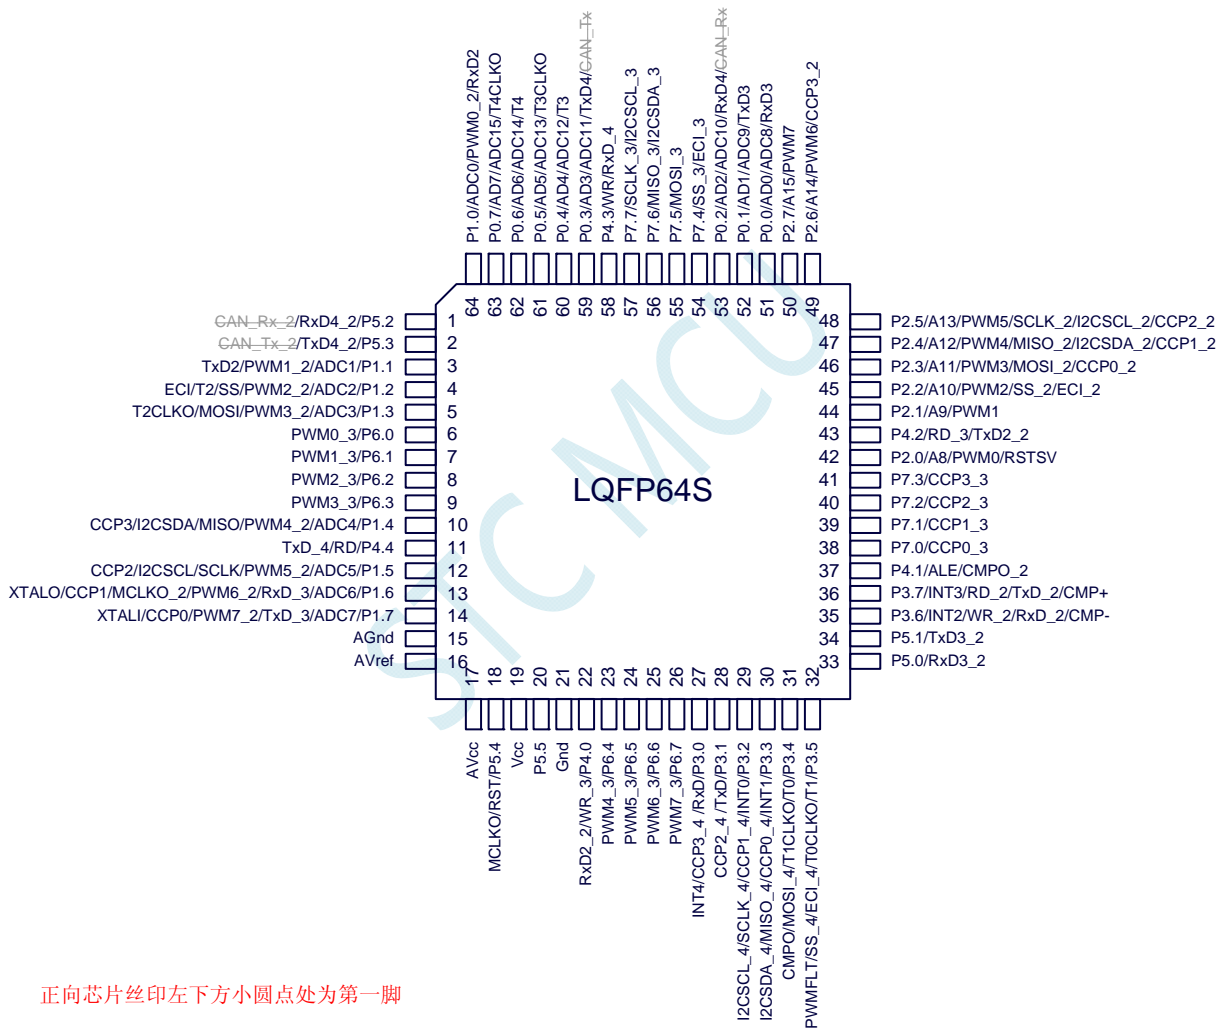 P1.0/ADC0/PWM0_2/RxD2
P0.7/AD7/ADC15/T4CLKO
P0.6/AD6/ADC14/T4
P0.5/AD5/ADC13/T3CLKO
P0.4/AD4/ADC12/T3
P0.3/AD3/ADC11/TxD4/CAN_Tx
P4.3/WR/RxD_4
P7.7/SCLK_3/I2CSCL_3
P7.6/MISO_3/I2CSDA_3
P7.5/MOSI_3
P7.4/SS_3/ECI_3
P0.2/AD2/ADC10/RxD4/CAN_Rx
P0.1/AD1/ADC9/TxD3
P0.0/AD0/ADC8/RxD3
P2.7/A15/PWM7
P2.6/A14/PWM6/CCP3_2
64 63 62 61 60 59 58 57 56 55 54 53 52 51 50 49
CAN_Rx_2/RxD4_2/P5.2 1 48 P2.5/A13/PWM5/SCLK_2/I2CSCL_2/CCP2_2
CAN_Tx_2/TxD4_2/P5.3 2 47 P2.4/A12/PWM4/MISO_2/I2CSDA_2/CCP1_2
TxD2/PWM1_2/ADC1/P1.1 3 46 P2.3/A11/PWM3/MOSI_2/CCP0_2
ECI/T2/SS/PWM2_2/ADC2/P1.2 4 45 P2.2/A10/PWM2/SS_2/ECI_2
T2CLKO/MOSI/PWM3_2/ADC3/P1.3 5 44 P2.1/A9/PWM1
PWM0_3/P6.0 6 43 P4.2/RD_3/TxD2_2
PWM1_3/P6.1 7 42 P2.0/A8/PWM0/RSTSV
PWM2_3/P6.2 8 41 P7.3/CCP3_3
PWM3_3/P6.3 9 40 P7.2/CCP2_3
CCP3/I2CSDA/MISO/PWM4_2/ADC4/P1.4 10 39 P7.1/CCP1_3
TxD_4/RD/P4.4 11 38 P7.0/CCP0_3
CCP2/I2CSCL/SCLK/PWM5_2/ADC5/P1.5 12 37 P4.1/ALE/CMPO_2
XTALO/CCP1/MCLKO_2/PWM6_2/RxD_3/ADC6/P1.6 13 36 P3.7/INT3/RD_2/TxD_2/CMP+
XTALI/CCP0/PWM7_2/TxD_3/ADC7/P1.7 14 35 P3.6/INT2/WR_2/RxD_2/CMP-
AGnd 15 34 P5.1/TxD3_2
AVref 16 33 P5.0/RxD3_2
LQFP64S
STC MCU
17 18 19 20 21 22 23 24 25 26 27 28 29 30 31 32
AVcc
MCLKO/RST/P5.4
Vcc
P5.5
Gnd
RxD2_2/WR_3/P4.0
PWM4_3/P6.4
PWM5_3/P6.5
PWM6_3/P6.6
PWM7_3/P6.7
INT4/CCP3_4 /RxD/P3.0
CCP2_4 /TxD/P3.1
I2CSCL_4/SCLK_4/CCP1_4/INT0/P3.2
I2CSDA_4/MISO_4/CCP0_4/INT1/P3.3
CMPO/MOSI_4/T1CLKO/T0/P3.4
PWMFLT/SS_4/ECI_4/T0CLKO/T1/P3.5
正向芯片丝印左下方小圆点处为第一脚